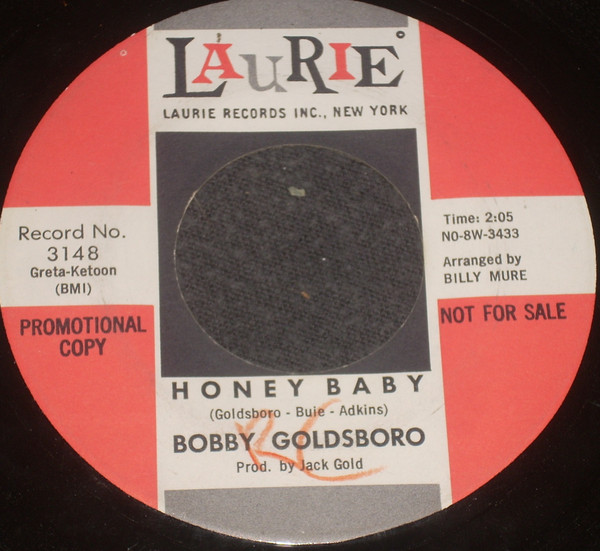 LAURIE
LAURIE RECORDS INC., NEW YORK
Record No.
3148
Greta-Ketoon
(BMI)
Time: 2:05
NO-8W-3433
Arranged by
BILLY MURE
PROMOTIONAL
COPY
NOT FOR SALE
HONEY BABY
(Goldsboro - Buie - Adkins)
BOBBY GOLDSBORO
Prod. by Jack Gold